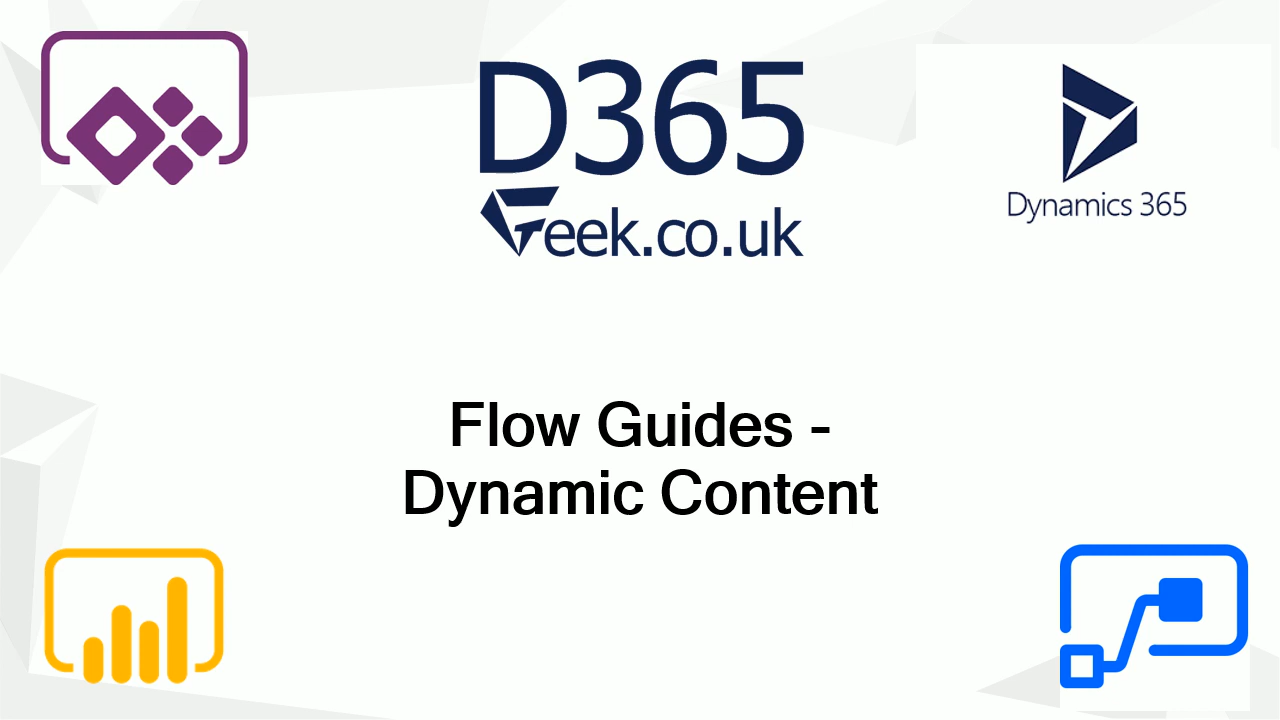 D365
Geek.co.uk
Dynamics 365
Flow Guides -
Dynamic Content